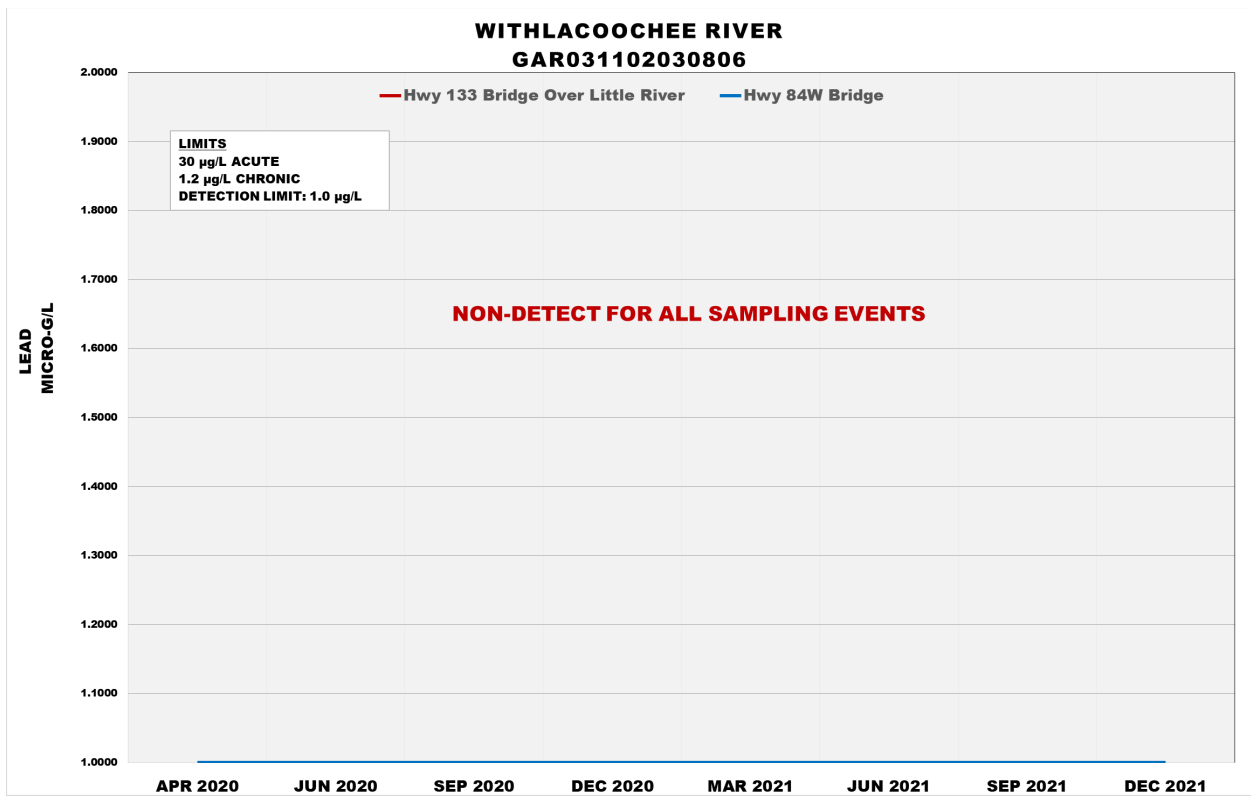 WITHLACOOCHEE RIVER
GAR031102030806
Hwy 133 Bridge Over Little River
Hwy 84W Bridge
LIMITS
30 µg/L ACUTE
1.2 µg/L CHRONIC
DETECTION LIMIT: 1.0 µg/L
NON-DETECT FOR ALL SAMPLING EVENTS
LEAD
MICRO-G/L
2.0000
1.9000
1.8000
1.7000
1.6000
1.5000
1.4000
1.3000
1.2000
1.1000
1.0000
APR 2020
JUN 2020
SEP 2020
DEC 2020
MAR 2021
JUN 2021
SEP 2021
DEC 2021